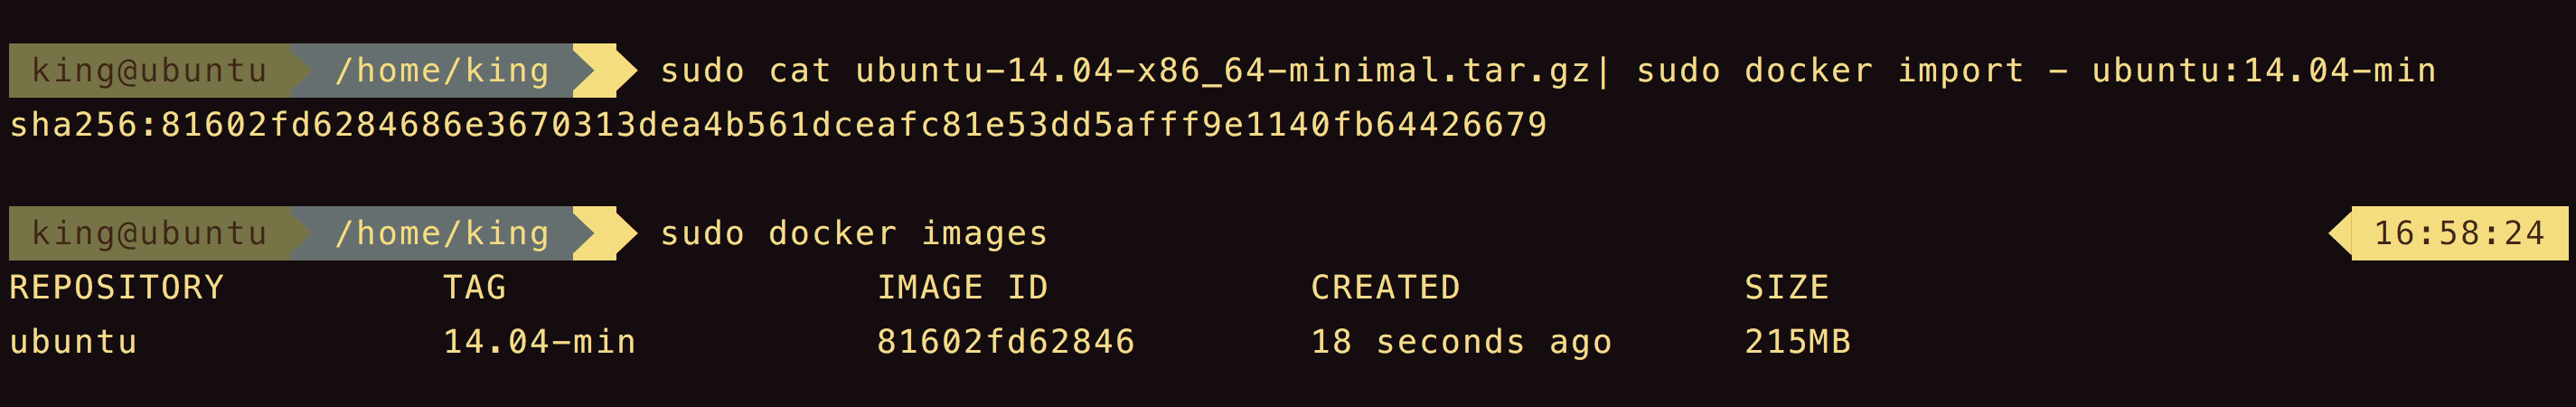 king@ubuntu /home/king sudo cat ubuntu-14.04-x86_64-minimal.tar.gz| sudo docker import - ubuntu:14.04-min
sha256:81602fd6284686e3670313dea4b561dceafc81e53dd5afff9e1140fb64426679
king@ubuntu /home/king sudo docker images 16:58:24
REPOSITORY TAG IMAGE ID CREATED SIZE
ubuntu 14.04-min 81602fd62846 18 seconds ago 215MB